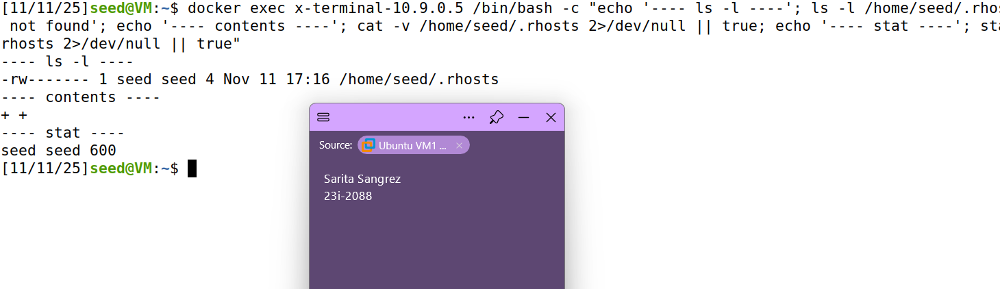 [11/11/25]seed@VM:~$ docker exec x-terminal-10.9.0.5 /bin/bash -c "echo '---- ls -l ----'; ls -l /home/seed/.rhos
not found'; echo '---- contents ----'; cat -v /home/seed/.rhosts 2>/dev/null || true; echo '---- stat ----'; sta
rhosts 2>/dev/null || true"
---- ls -l ----
-rw------- 1 seed seed 4 Nov 11 17:16 /home/seed/.rhosts
---- contents ----
+ +
---- stat ----
seed seed 600
[11/11/25]seed@VM:~$
Source: Ubuntu VM1 ...
Sarita Sangrez
23i-2088